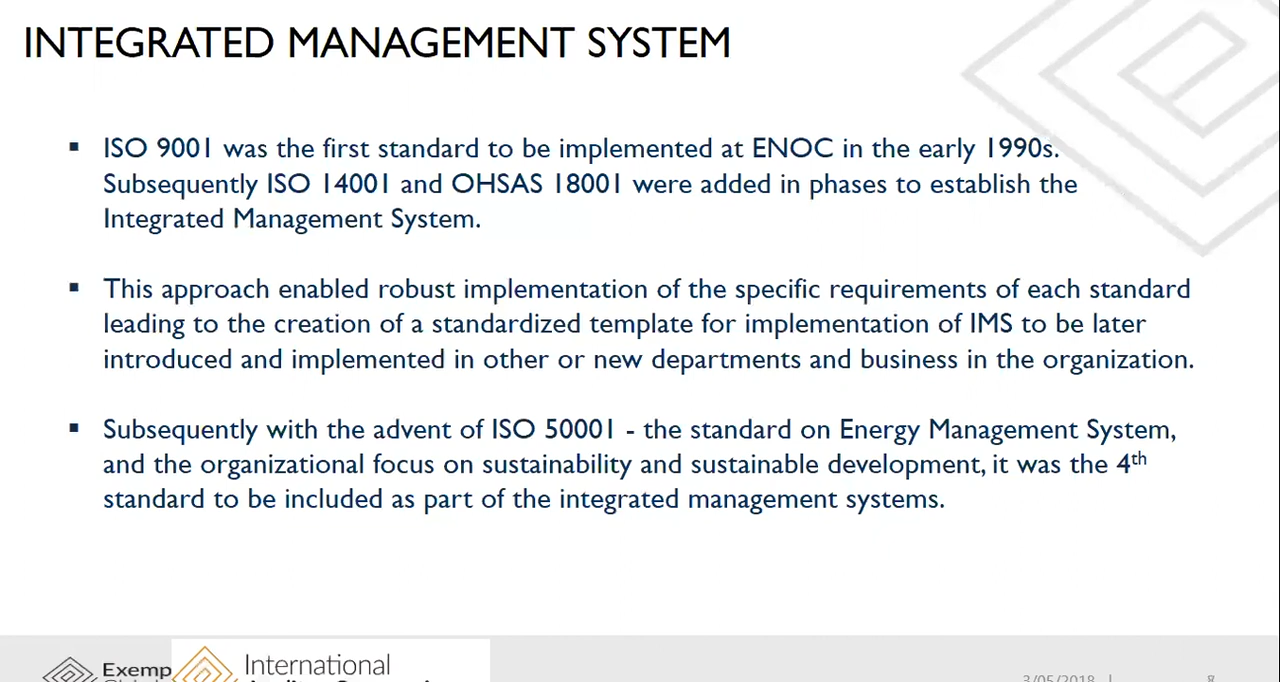 INTEGRATED MANAGEMENT SYSTEM
▪ ISO 9001 was the first standard to be implemented at ENOC in the early 1990s.
Subsequently ISO 14001 and OHSAS 18001 were added in phases to establish the
Integrated Management System.
▪ This approach enabled robust implementation of the specific requirements of each standard
leading to the creation of a standardized template for implementation of IMS to be later
introduced and implemented in other or new departments and business in the organization.
▪ Subsequently with the advent of ISO 50001 - the standard on Energy Management System,
and the organizational focus on sustainability and sustainable development, it was the 4th
standard to be included as part of the integrated management systems.
Exemp
International
3/05/2018 | 8